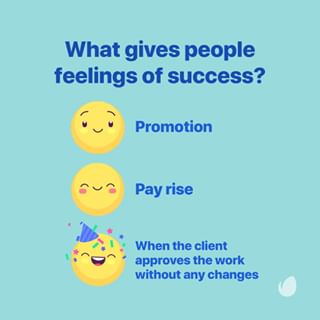 What gives people
feelings of success?
Promotion
Pay rise
When the client
approves the work
without any changes